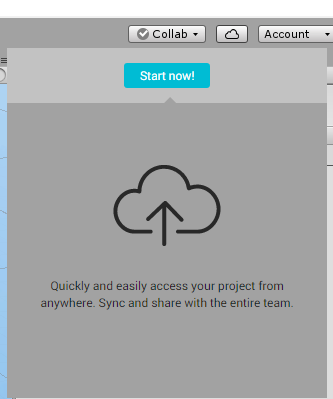 Collab
Account
Start now!
Quickly and easily access your project from
anywhere. Sync and share with the entire team.